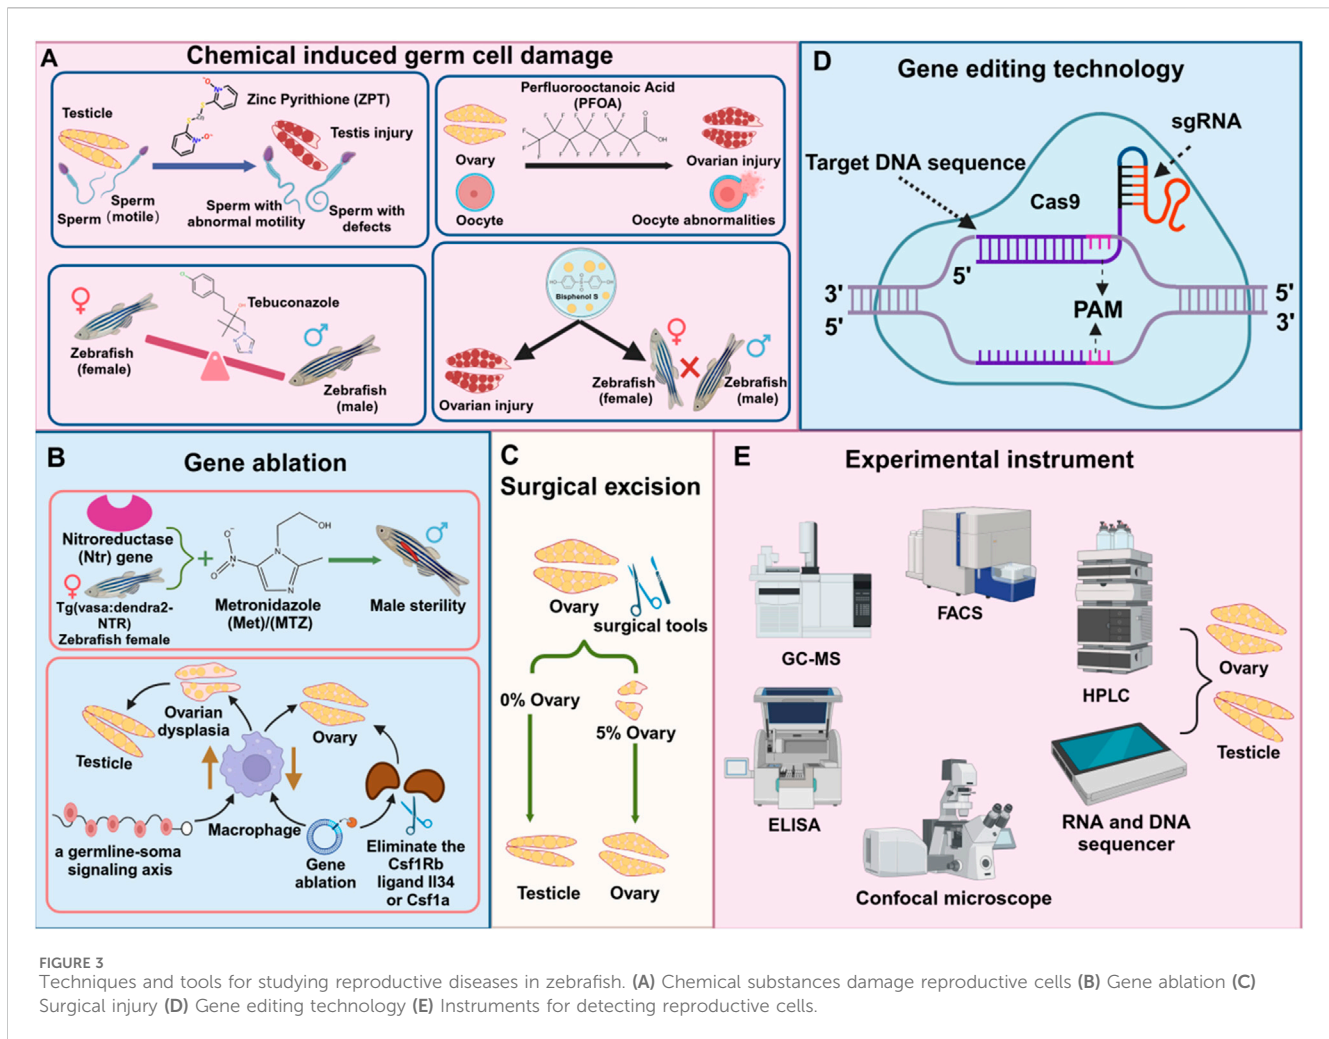 A
Chemical induced germ cell damage
Testicle
Zinc Pyrithione (ZPT)
Testis injury
Sperm
Sperm
(motile)
Sperm with
abnormal motility
Sperm with
defects
Perfluorooctanoic Acid
(PFOA)
Ovary
Ovarian injury
Oocyte
Oocyte abnormalities
Tebuconazole
Zebrafish
(female)
Zebrafish
(male)
Bisphenol S
Ovarian injury
Zebrafish
(female)
Zebrafish
(male)
D
Gene editing technology
sgRNA
Target DNA sequence
Cas9
5'
3'
5'
PAM
5'
3'
B
Gene ablation
Nitroreductase
(Ntr) gene
Tg(vasa:dendra2-
NTR)
Zebrafish female
+
Metronidazole
(Met)/(MTZ)
Male sterility
Ovarian
dysplasia
Ovary
Testicle
Macrophage
a germline-soma
signaling axis
Gene
ablation
Eliminate the
Csf1Rb
ligand Il34
or Csf1a
C
Surgical excision
Ovary
surgical tools
0% Ovary
5% Ovary
Testicle
Ovary
E
Experimental instrument
GC-MS
FACS
HPLC
Ovary
Testicle
ELISA
Confocal microscope
RNA and DNA
sequencer
FIGURE 3
Techniques and tools for studying reproductive diseases in zebrafish. (A) Chemical substances damage reproductive cells (B) Gene ablation (C)
Surgical injury (D) Gene editing technology (E) Instruments for detecting reproductive cells.